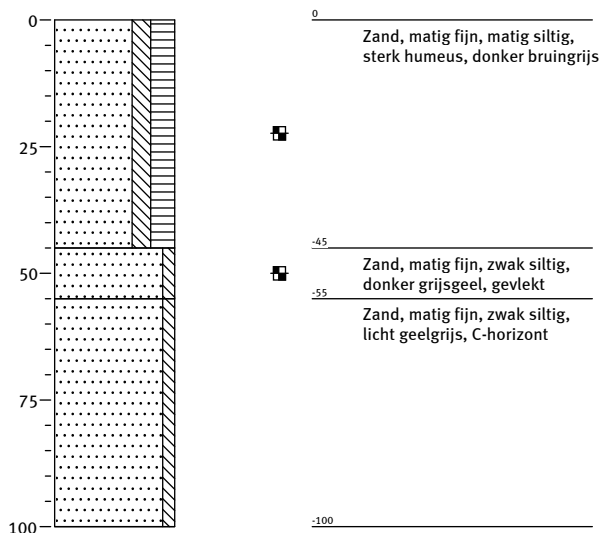 0
25
50
75
100
0
Zand, matig fijn, matig siltig,
sterk humeus, donker bruingrijs
-45
Zand, matig fijn, zwak siltig,
donker grijsgeel, gevlekt
-55
Zand, matig fijn, zwak siltig,
licht geelgrijs, C-horizont
-100